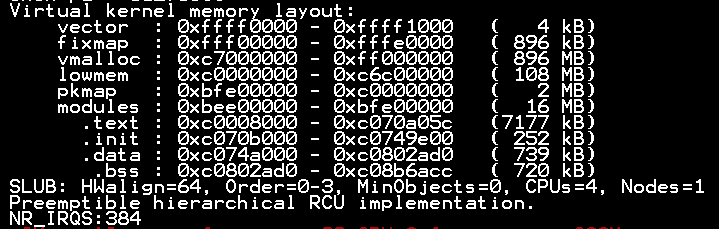 Virtual kernel memory layout:
vector : 0xffff0000 - 0xffff1000 ( 4 kB)
fixmap : 0xfff00000 - 0xfffe0000 ( 896 kB)
vmalloc : 0xc7000000 - 0xff000000 ( 896 MB)
lowmem : 0xc0000000 - 0xc6c00000 ( 108 MB)
pkmap : 0xbfe00000 - 0xc0000000 ( 2 MB)
modules : 0xbee00000 - 0xbfe00000 ( 16 MB)
.text : 0xc0008000 - 0xc070a05c (7177 kB)
.init : 0xc070b000 - 0xc0749e00 ( 252 kB)
.data : 0xc074a000 - 0xc0802ad0 ( 739 kB)
.bss : 0xc0802ad0 - 0xc08b6acc ( 720 kB)
SLUB: HWalign=64, Order=0-3, MinObjects=0, CPUs=4, Nodes=1
Preemptible hierarchical RCU implementation.
NR_IRQS:384